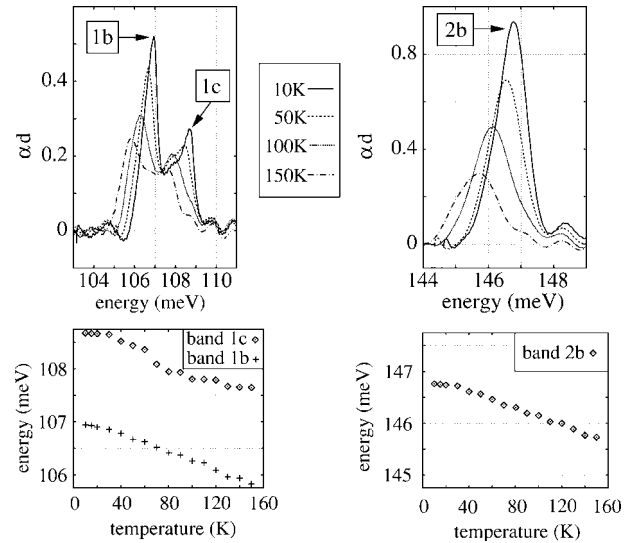 1b
1c
0.4
0.2
0
αd
104 106 108 110
energy (meV)
10K
50K
100K
150K
2b
0.8
0.4
0
αd
144 146 148
energy (meV)
band 1c
band 1b
108
107
106
energy (meV)
0 40 80 120 160
temperature (K)
band 2b
147
146
145
energy (meV)
0 40 80 120 160
temperature (K)